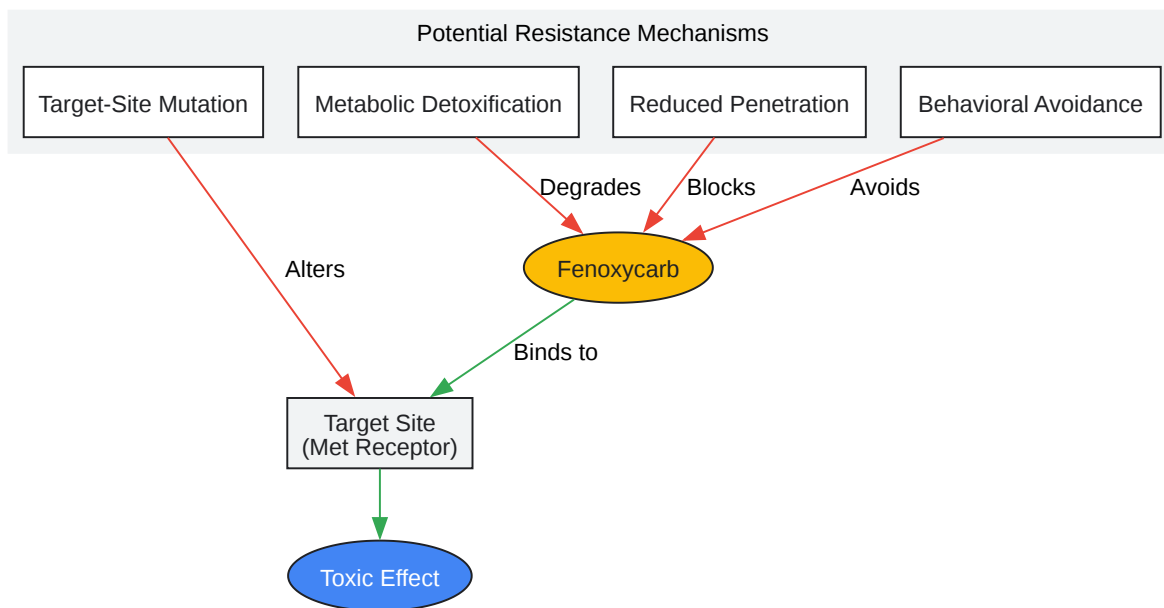 Potential Resistance Mechanisms
Target-Site Mutation
Metabolic Detoxification
Reduced Penetration
Behavioral Avoidance
Degrades
Blocks
Avoids
Alters
Fenoxycarb
Binds to
Target Site
(Met Receptor)
Toxic Effect